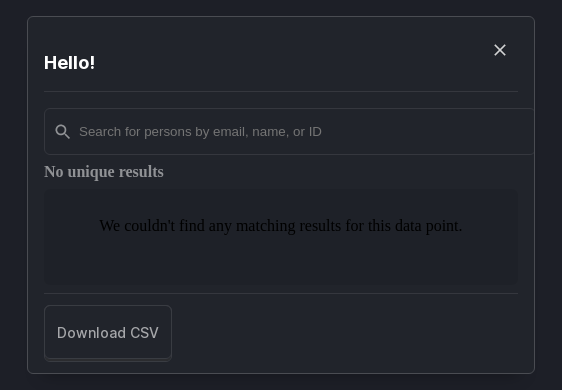 Hello!
Search for persons by email, name, or ID
No unique results
We couldn't find any matching results for this data point.
Download CSV